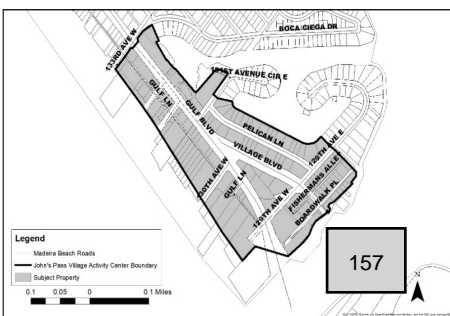 BOCA CIEGA DR
133RD AVE W
131ST AVENUE CIR E
GULF LN
GULF BLVD
PELICAN LN
VILLAGE BLVD
129TH AVE E
130TH AVE W
GULF LN
FISHERMANS ALLEY
129TH AVE W
BOARDWALK PL
Legend
Madeira Beach Roads
John's Pass Village Activity Center Boundary
Subject Property
0.1 0.05 0 0.1 Miles
157
N